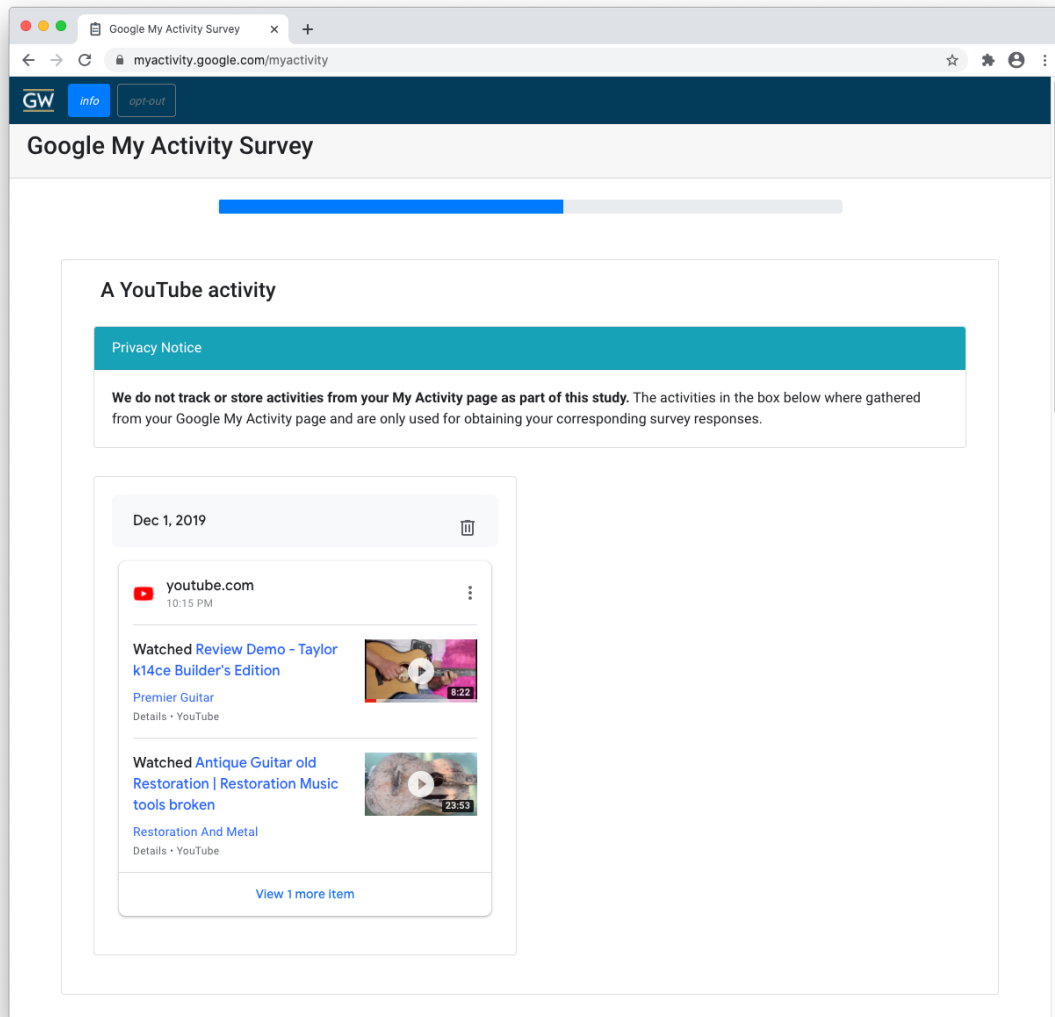 Google My Activity Survey
myactivity.google.com/myactivity
GW
info
opt-out
Google My Activity Survey
A YouTube activity
Privacy Notice
We do not track or store activities from your My Activity page as part of this study. The activities in the box below where gathered
from your Google My Activity page and are only used for obtaining your corresponding survey responses.
Dec 1, 2019
youtube.com
10:15 PM
Watched Review Demo - Taylor
k14ce Builder's Edition
8:22
Premier Guitar
Details • YouTube
Watched Antique Guitar old
Restoration | Restoration Music
tools broken
23:53
Restoration And Metal
Details • YouTube
View 1 more item